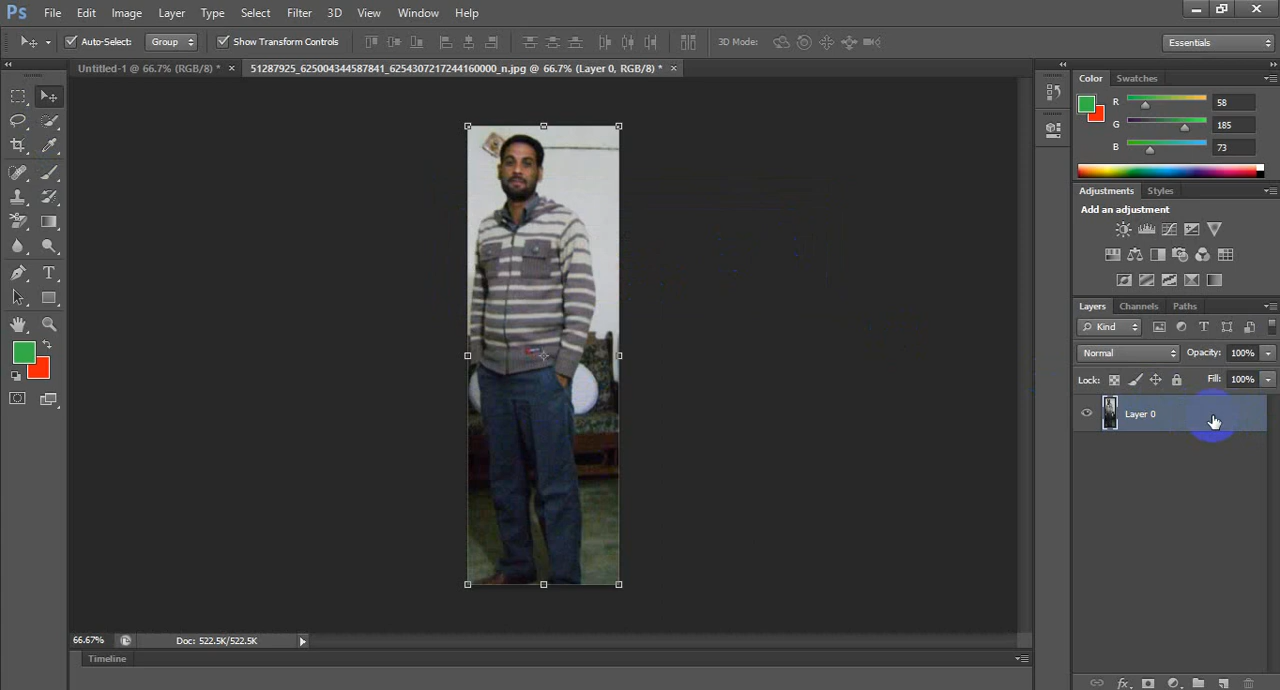 Ps File Edit Image Layer Type Select Filter 3D View Window Help
Auto-Select: Group Show Transform Controls 3D Mode: Essentials
Untitled-1 @ 66.7% (RGB/8) * × 51287925_625004344587841_6254307217244160000_n.jpg @ 66.7% (Layer 0, RGB/8) * ×
Color Swatches
R 58
G 185
B 73
Adjustments Styles
Add an adjustment
Layers Channels Paths
Kind T
Normal Opacity: 100%
Lock: Fill: 100%
Layer 0
66.67% Doc: 522.5K/522.5K
Timeline
fx